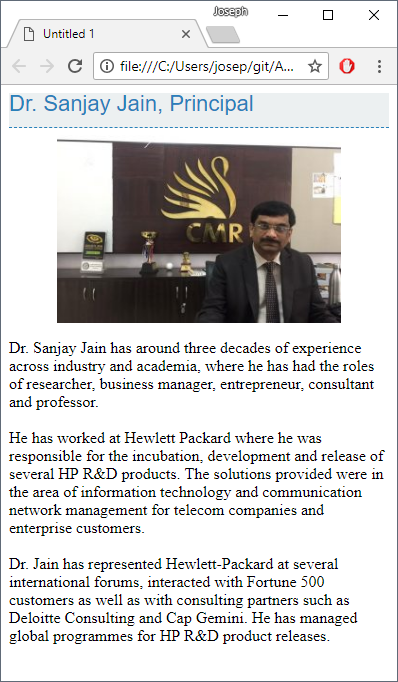 Joseph
Untitled 1
file:///C:/Users/josep/git/A...
Dr. Sanjay Jain, Principal
CMR
Dr. Sanjay Jain has around three decades of experience
across industry and academia, where he has had the roles
of researcher, business manager, entrepreneur, consultant
and professor.
He has worked at Hewlett Packard where he was
responsible for the incubation, development and release of
several HP R&D products. The solutions provided were in
the area of information technology and communication
network management for telecom companies and
enterprise customers.
Dr. Jain has represented Hewlett-Packard at several
international forums, interacted with Fortune 500
customers as well as with consulting partners such as
Deloitte Consulting and Cap Gemini. He has managed
global programmes for HP R&D product releases.